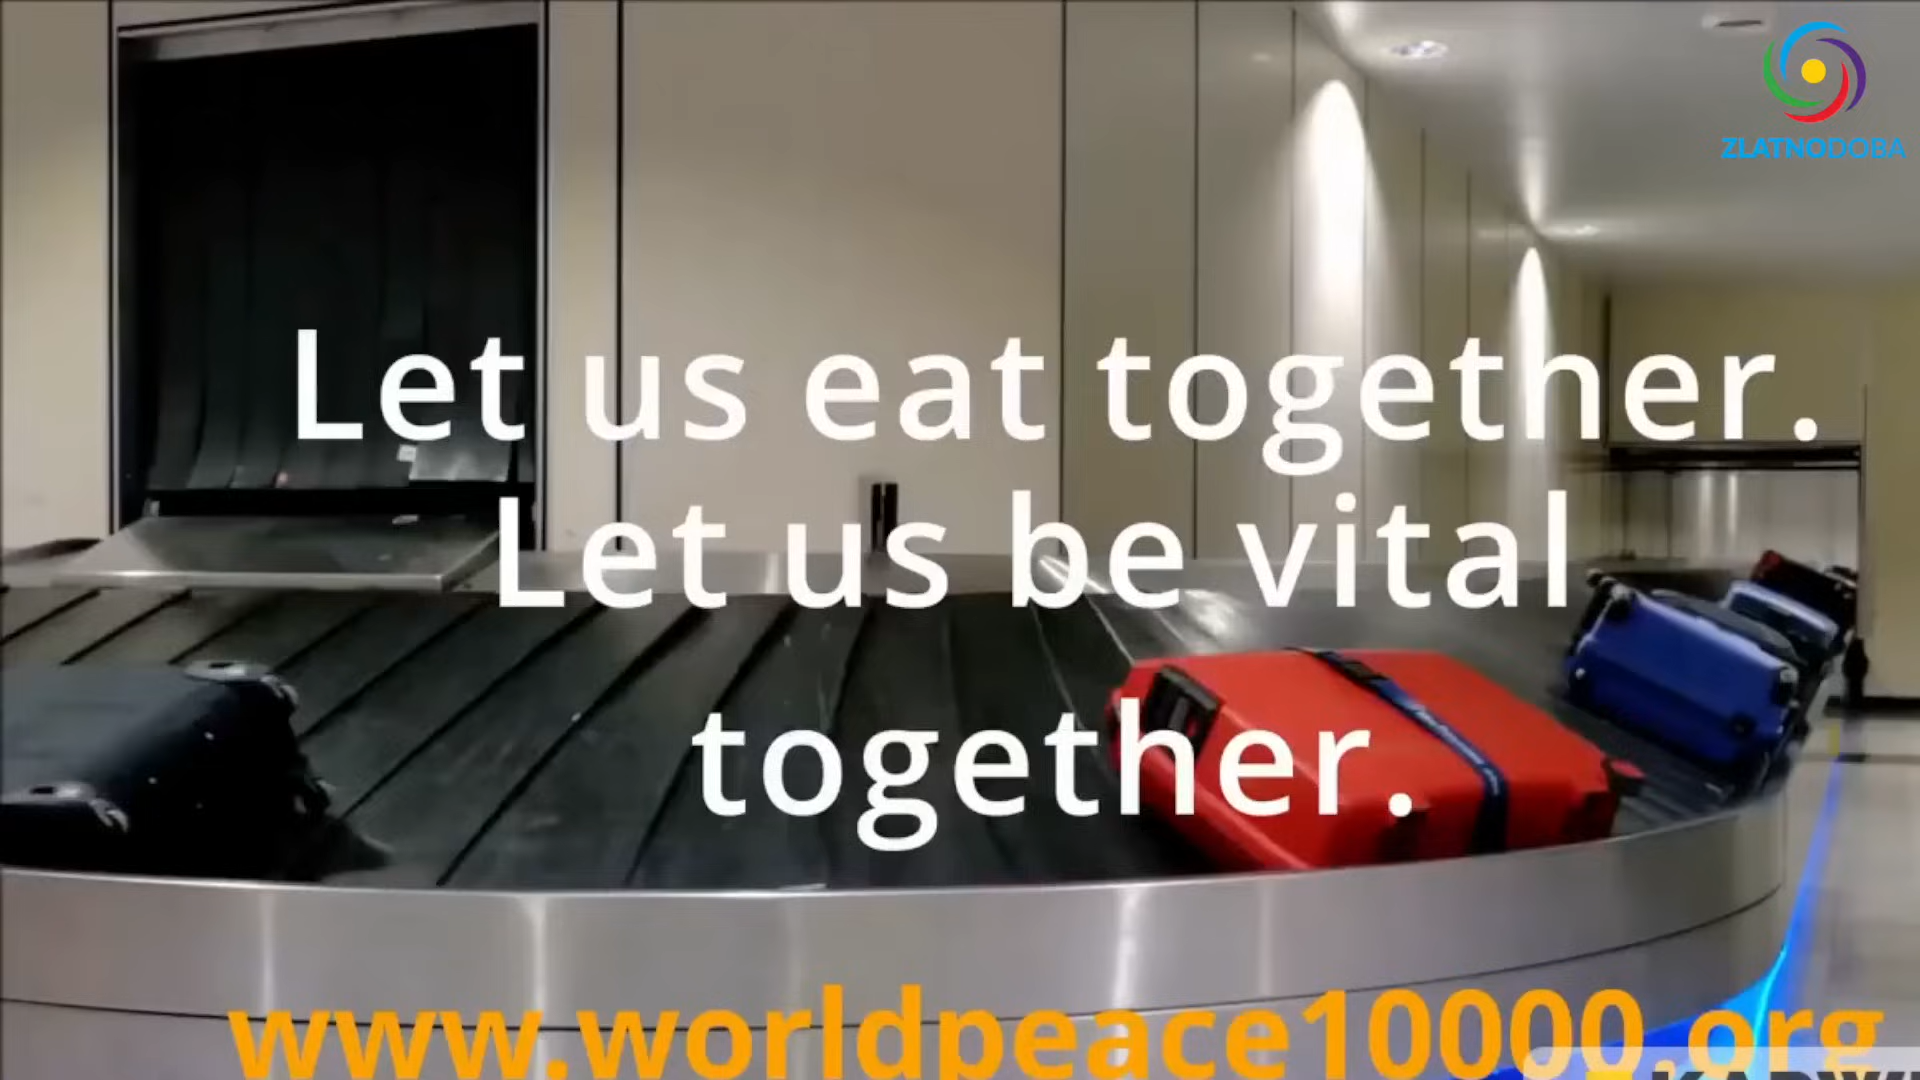 ZLATNODOBA
Let us eat together.
Let us be vital
together.
www.worldpeace10000.org